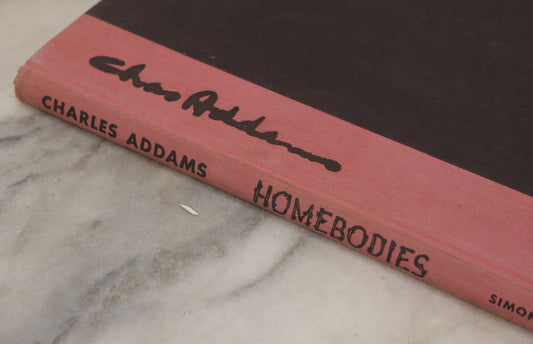 Chas Addams
CHARLES ADDAMS HOMEBODIES SIMON